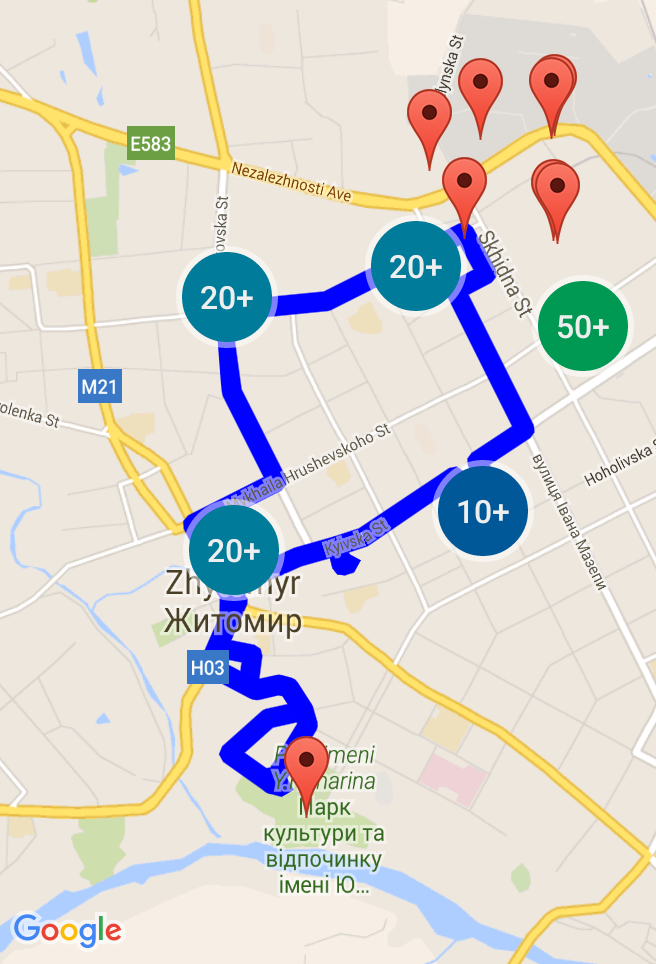 E583
Nezalezhnosti Ave
Skhidna St
20+
20+
50+
M21
Hrushevskoho St
Hoholivska
вулиця Івана Мазепи
10+
Kyivska St
20+
Житомир
H03
Парк
культури та
відпочинку
імені Ю...
Google